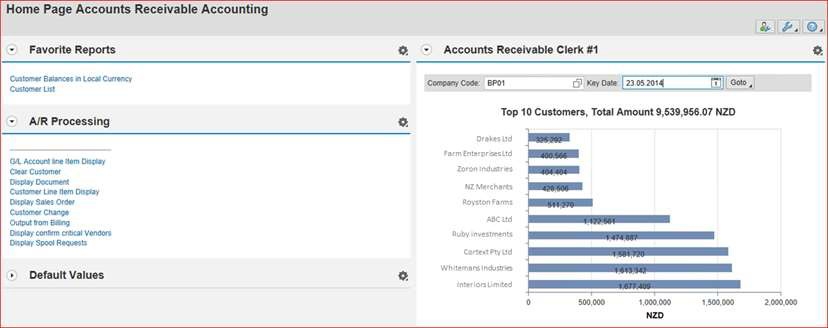 Home Page Accounts Receivable Accounting
Favorite Reports
Customer Balances in Local Currency
Customer List
A/R Processing
G/L Account line Item Display
Clear Customer
Display Document
Customer Line Item Display
Display Sales Order
Customer Change
Output from Billing
Display confirm critical Vendors
Display Spool Requests
Default Values
Accounts Receivable Clerk #1
Company Code: BP01 Key Date: 23.05.2014 Goto
Top 10 Customers, Total Amount 9,539,956.07 NZD
Drakes Ltd 325,292
Farm Enterprises Ltd 400,566
Zoron Industries 404,404
NZ Merchants 428,506
Royston Farms 511,270
ABC Ltd 1,122,561
Ruby investments 1,474,887
Cortext Pty Ltd 1,581,720
Whitemans Industries 1,613,342
Interiors Limited 1,677,409
0 500,000 1,000,000 1,500,000 2,000,000
NZD